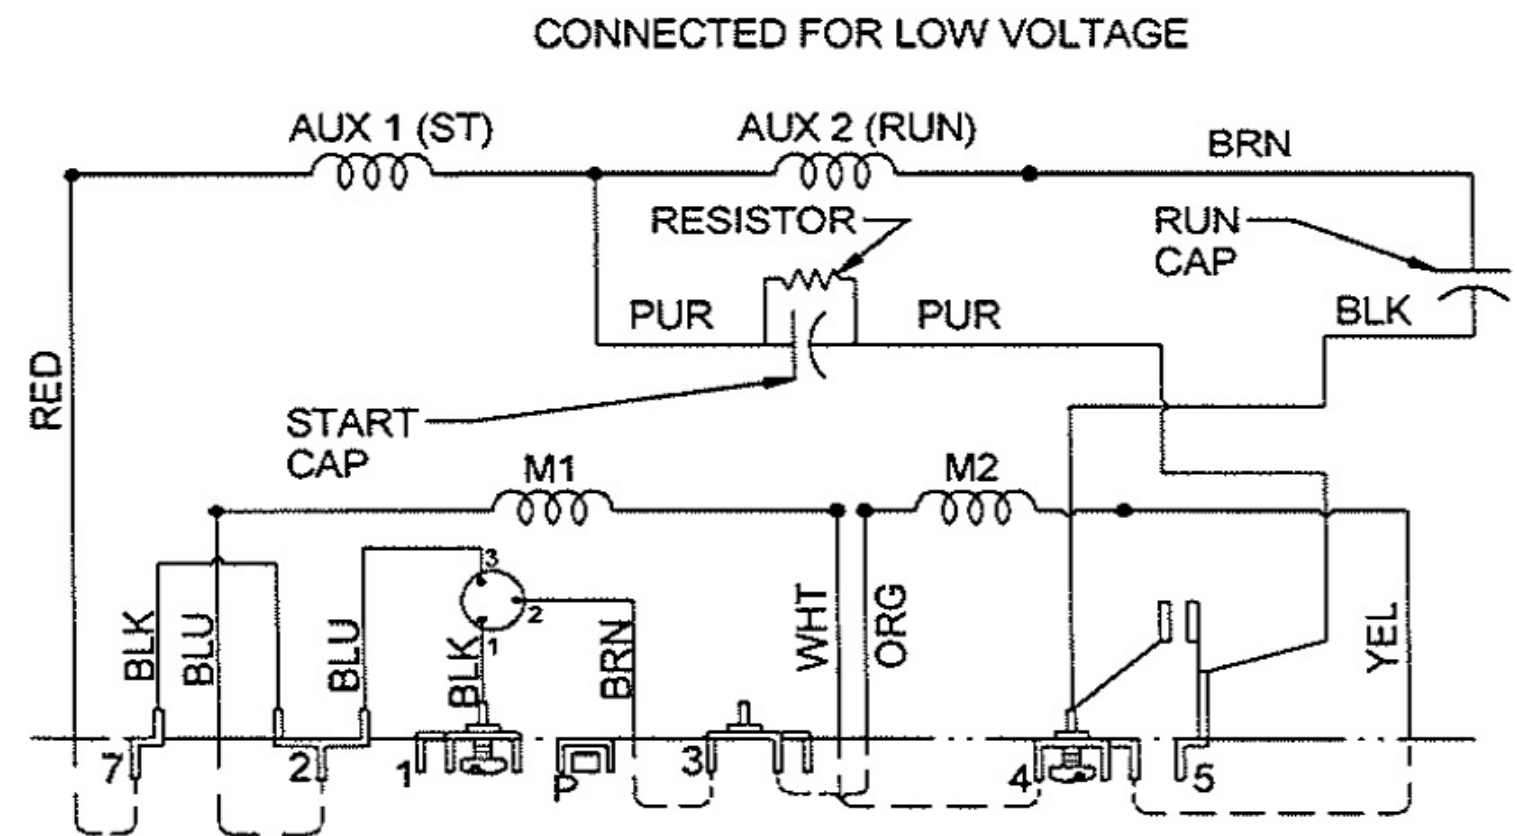 CONNECTED FOR LOW VOLTAGE
AUX 1 (ST)
AUX 2 (RUN)
BRN
RESISTOR
RUN
CAP
PUR
PUR
BLK
RED
START
CAP
M1
M2
3
2
1
BLK
BLU
BLU
BLK
BRN
WHT
ORG
YEL
7
2
1
P
3
4
5